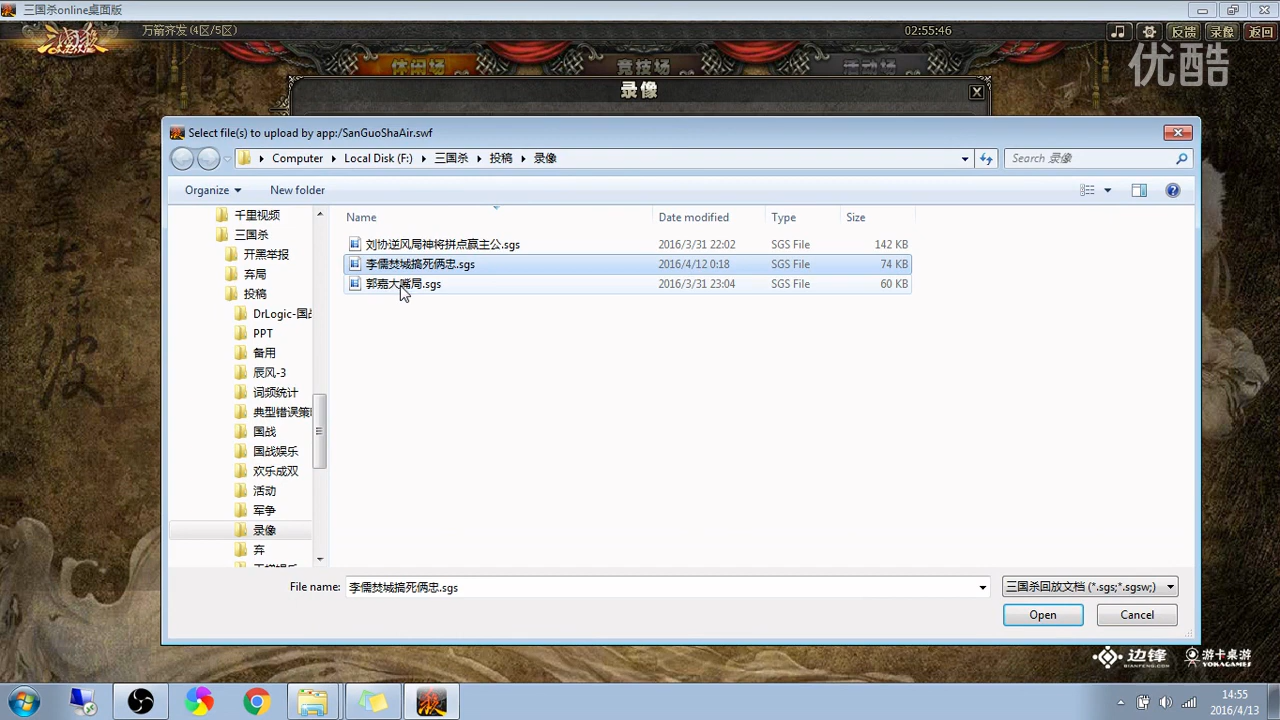 三国杀online桌面版
万箭齐发(4区/5区)
02:55:46
反馈
录像
返回
优酷
休闲场
竞技场
活动场
录像
Select file(s) to upload by app:/SanGuoShaAir.swf
Computer
Local Disk (F:)
三国杀
投稿
录像
Search 录像
Organize
New folder
千里视频
三国杀
开黑举报
弃局
投稿
DrLogic-国战
PPT
备用
辰风-3
词频统计
典型错误策略
国战
国战娱乐
欢乐成双
活动
军争
录像
弃
Name
Date modified
Type
Size
刘协逆风局神将拼点赢主公.sgs 2016/3/31 22:02 SGS File 142 KB
李儒焚城搞死俩忠.sgs 2016/4/12 0:18 SGS File 74 KB
郭嘉大嘴局.sgs 2016/3/31 23:04 SGS File 60 KB
File name:
李儒焚城搞死俩忠.sgs
三国杀回放文档 (*.sgs;*.sgsw;)
Open
Cancel
边锋
BIANFENG.COM
游卡桌游
YOKAGAMES
14:55
2016/4/13